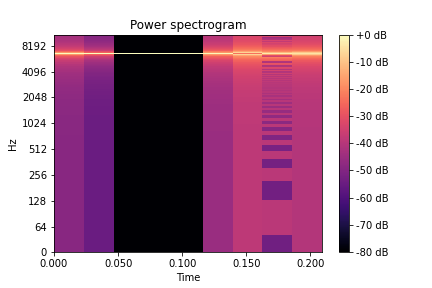 Power spectrogram
8192
4096
2048
1024
512
256
128
64
0
Hz
0.000 0.050 0.100 0.150 0.200
Time
+0 dB
-10 dB
-20 dB
-30 dB
-40 dB
-50 dB
-60 dB
-70 dB
-80 dB